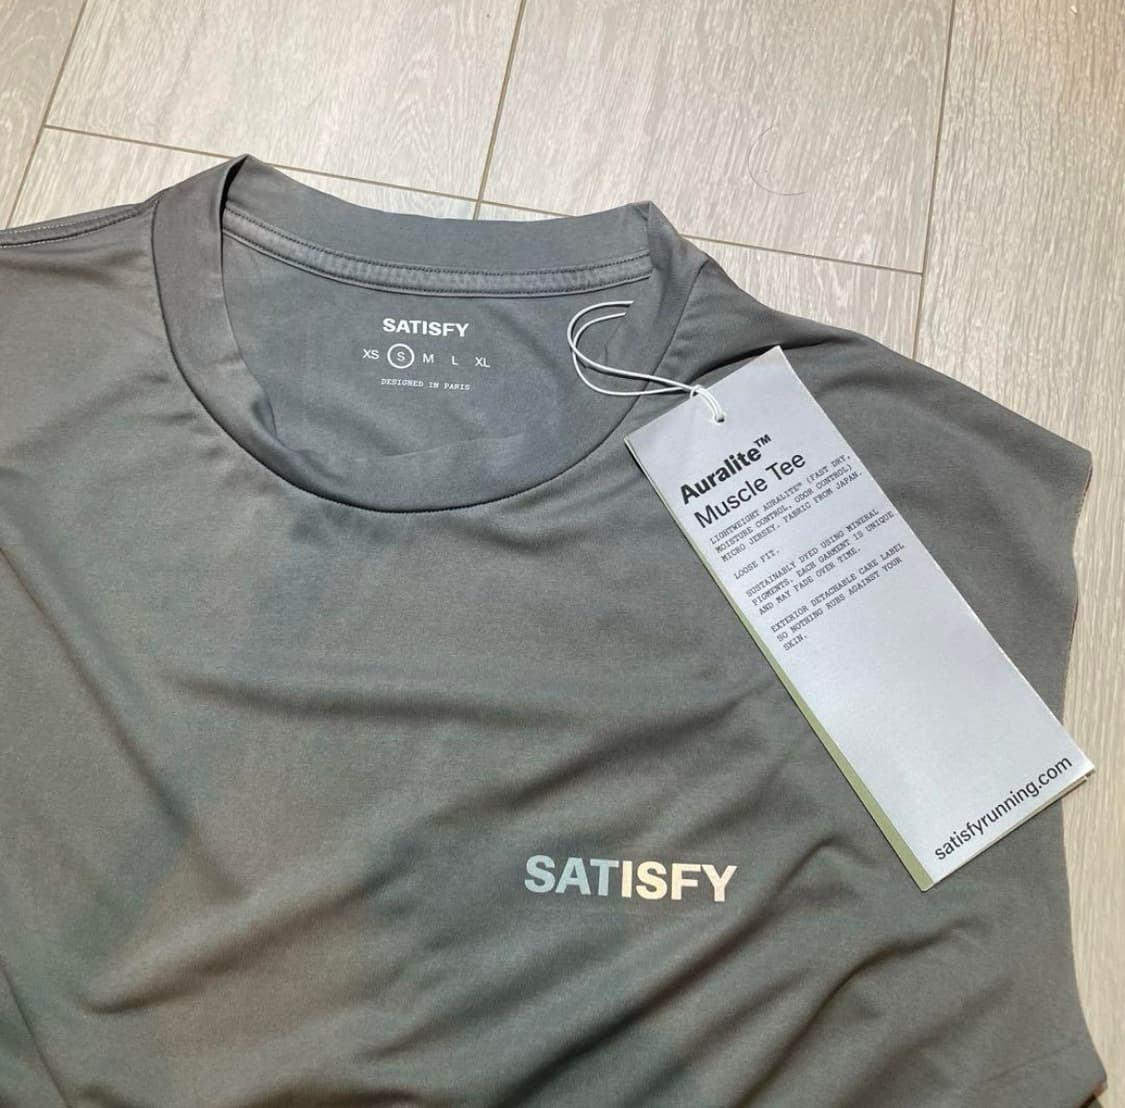 SATISFY
XS S M L XL
DESIGNED IN PARIS
Auralite™
Muscle Tee
LIGHTWEIGHT AURALITE™ (FAST DRY,
MOISTURE CONTROL, ODOR CONTROL)
MICRO JERSEY. FABRIC FROM JAPAN.
LOOSE FIT.
SUSTAINABLY DYED USING MINERAL
PIGMENTS. EACH GARMENT IS UNIQUE
AND MAY FADE OVER TIME.
EXTERIOR DETACHABLE CARE LABEL
SO NOTHING RUBS AGAINST YOUR
SKIN.
satisfyrunning.com
SATISFY